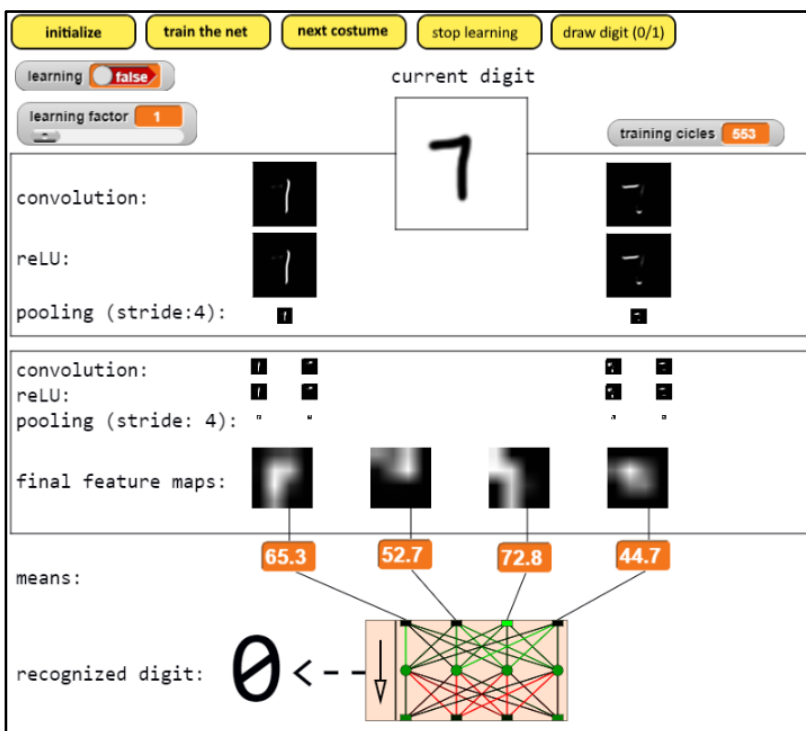 initialize train the net next costume stop learning draw digit (0/1)
learning false
current digit
learning factor 1
training cicles 553
7
convolution:
reLU:
pooling (stride:4):
convolution:
reLU:
pooling (stride: 4):
final feature maps:
65.3 52.7 72.8 44.7
means:
recognized digit: 0 <--